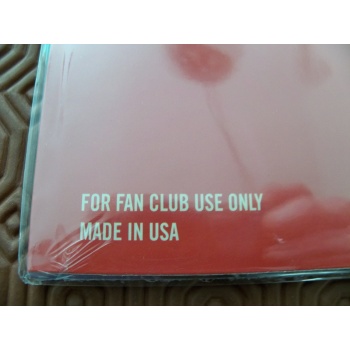 FOR FAN CLUB USE ONLY
MADE IN USA